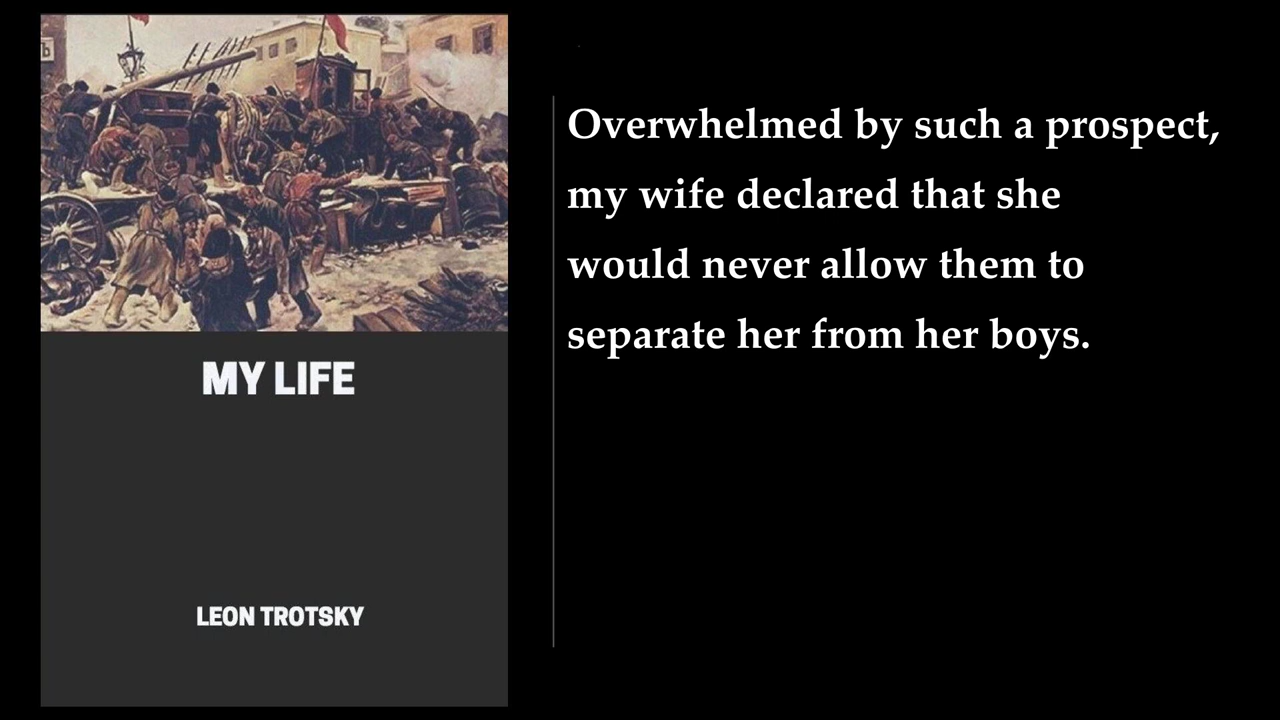 MY LIFE
LEON TROTSKY
Overwhelmed by such a prospect,
my wife declared that she
would never allow them to
separate her from her boys.